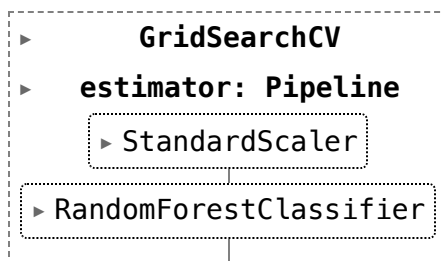 GridSearchCV
estimator: Pipeline
StandardScaler
RandomForestClassifier